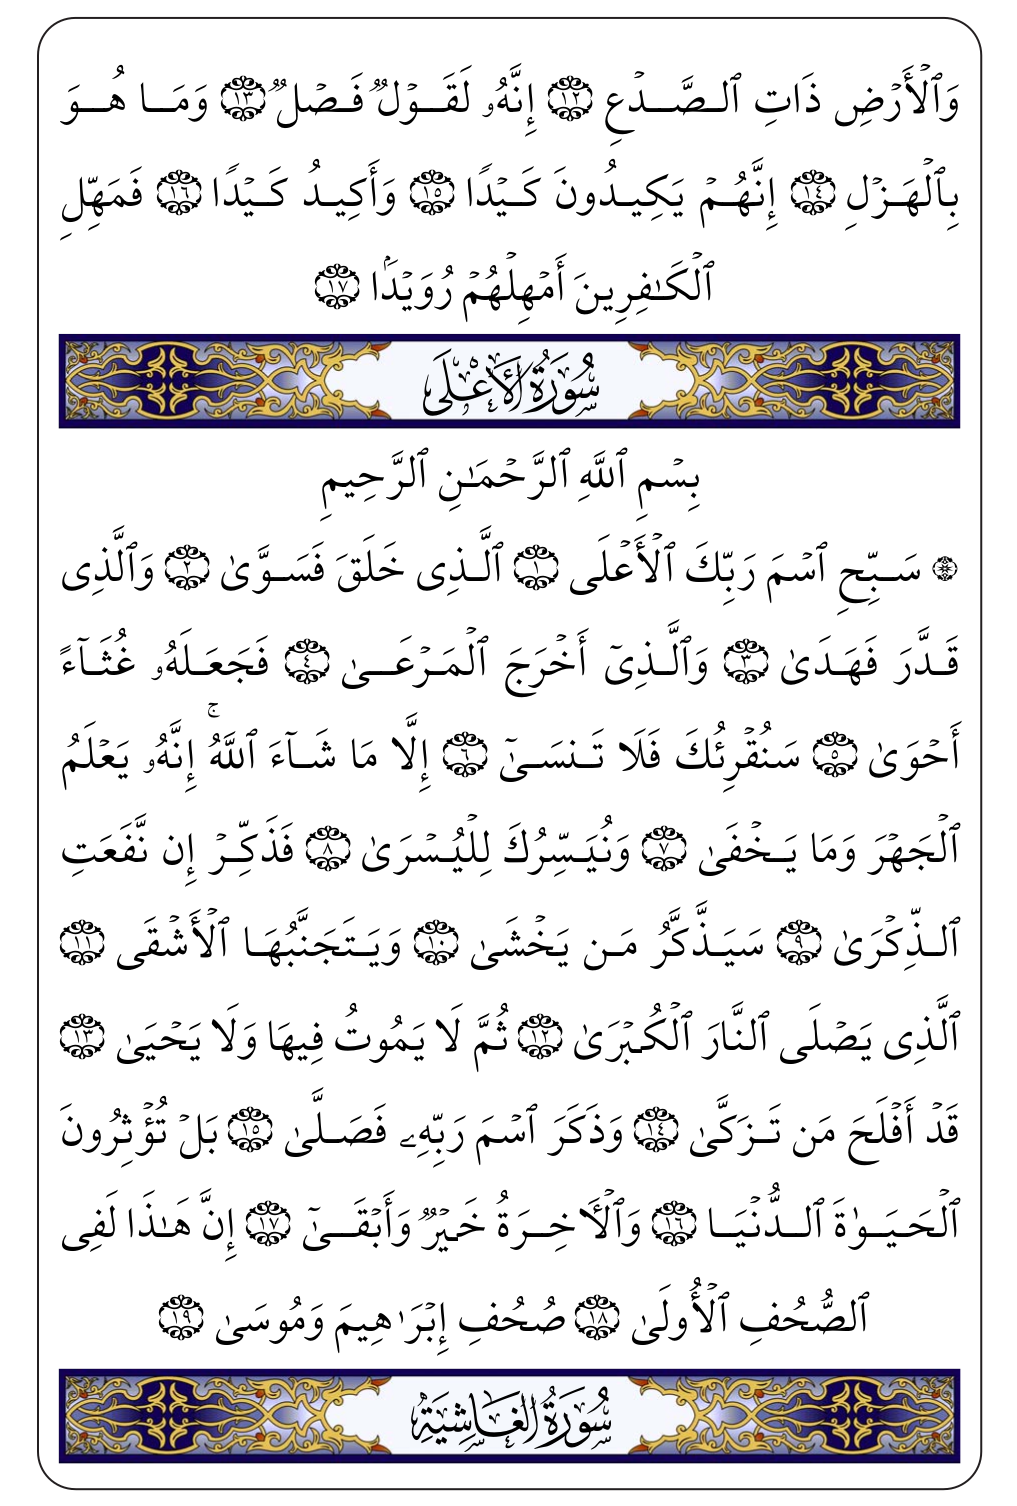 وَٱلْأَرْضِ ذَاتِ ٱلصَّدْعِ ١٢ إِنَّهُۥ لَقَوْلٌ فَصْلٌ ١٣ وَمَا هُوَ
بِٱلْهَزْلِ ١٤ إِنَّهُمْ يَكِيدُونَ كَيْدًا ١٥ وَأَكِيدُ كَيْدًا ١٦ فَمَهِّلِ
ٱلْكَٰفِرِينَ أَمْهِلْهُمْ رُوَيْدًۢا ١٧
سُورَةُ الأَعْلَى
بِسْمِ ٱللَّهِ ٱلرَّحْمَٰنِ ٱلرَّحِيمِ
۞ سَبِّحِ ٱسْمَ رَبِّكَ ٱلْأَعْلَى ١ ٱلَّذِى خَلَقَ فَسَوَّىٰ ٢ وَٱلَّذِى
قَدَّرَ فَهَدَىٰ ٣ وَٱلَّذِىٓ أَخْرَجَ ٱلْمَرْعَىٰ ٤ فَجَعَلَهُۥ غُثَآءً
أَحْوَىٰ ٥ سَنُقْرِئُكَ فَلَا تَنسَىٰٓ ٦ إِلَّا مَا شَآءَ ٱللَّهُ ۚ إِنَّهُۥ يَعْلَمُ
ٱلْجَهْرَ وَمَا يَخْفَىٰ ٧ وَنُيَسِّرُكَ لِلْيُسْرَىٰ ٨ فَذَكِّرْ إِن نَّفَعَتِ
ٱلذِّكْرَىٰ ٩ سَيَذَّكَّرُ مَن يَخْشَىٰ ١٠ وَيَتَجَنَّبُهَا ٱلْأَشْقَى ١١
ٱلَّذِى يَصْلَى ٱلنَّارَ ٱلْكُبْرَىٰ ١٢ ثُمَّ لَا يَمُوتُ فِيهَا وَلَا يَحْيَىٰ ١٣
قَدْ أَفْلَحَ مَن تَزَكَّىٰ ١٤ وَذَكَرَ ٱسْمَ رَبِّهِۦ فَصَلَّىٰ ١٥ بَلْ تُؤْثِرُونَ
ٱلْحَيَوٰةَ ٱلدُّنْيَا ١٦ وَٱلْءَاخِرَةُ خَيْرٌ وَأَبْقَىٰٓ ١٧ إِنَّ هَٰذَا لَفِى
ٱلصُّحُفِ ٱلْأُولَىٰ ١٨ صُحُفِ إِبْرَٰهِيمَ وَمُوسَىٰ ١٩
سُورَةُ الغَاشِيَةِ